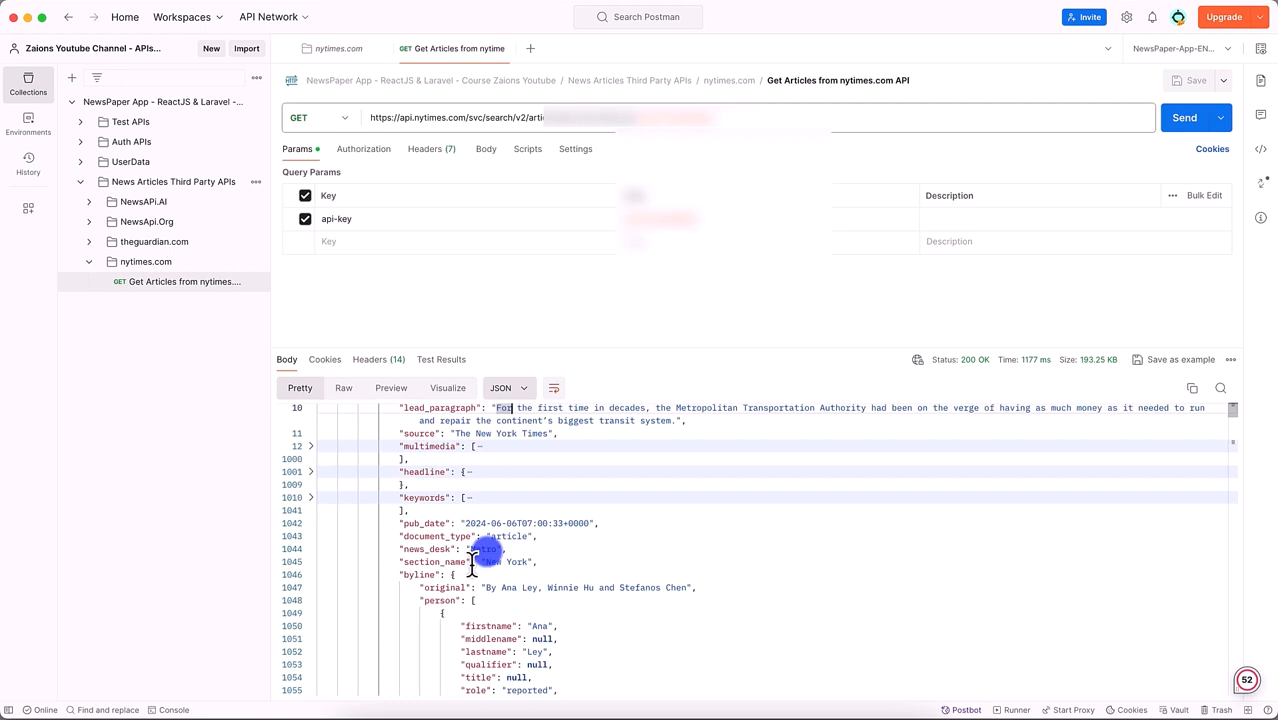 Home Workspaces API Network Search Postman Invite Upgrade
Zaions Youtube Channel - APIs... New Import nytimes.com GET Get Articles from nytime NewsPaper-App-EN...
Collections
Environments
History
NewsPaper App - ReactJS & Laravel -...
Test APIs
Auth APIs
UserData
News Articles Third Party APIs
NewsAPI.AI
NewsApi.Org
theguardian.com
nytimes.com
GET Get Articles from nytimes....
NewsPaper App - ReactJS & Laravel - Course Zaions Youtube / News Articles Third Party APIs / nytimes.com / Get Articles from nytimes.com API Save
GET https://api.nytimes.com/svc/search/v2/arti Send
Params Authorization Headers (7) Body Scripts Settings Cookies
Query Params
Key Description Bulk Edit
api-key
Key Description
Body Cookies Headers (14) Test Results Status: 200 OK Time: 1177 ms Size: 193.25 KB Save as example
Pretty Raw Preview Visualize JSON
10 "lead_paragraph": "For the first time in decades, the Metropolitan Transportation Authority had been on the verge of having as much money as it needed to run
and repair the continent's biggest transit system.",
11 "source": "The New York Times",
12 "multimedia": [
1000 ],
1001 "headline": {
1009 },
1010 "keywords": [
1041 ],
1042 "pub_date": "2024-06-06T07:00:33+0000",
1043 "document_type": "article",
1044 "news_desk": "Metro",
1045 "section_name": "New York",
1046 "byline": {
1047 "original": "By Ana Ley, Winnie Hu and Stefanos Chen",
1048 "person": [
1049 {
1050 "firstname": "Ana",
1051 "middlename": null,
1052 "lastname": "Ley",
1053 "qualifier": null,
1054 "title": null,
1055 "role": "reported",
52
Online Find and replace Console Postbot Runner Start Proxy Cookies Vault Trash